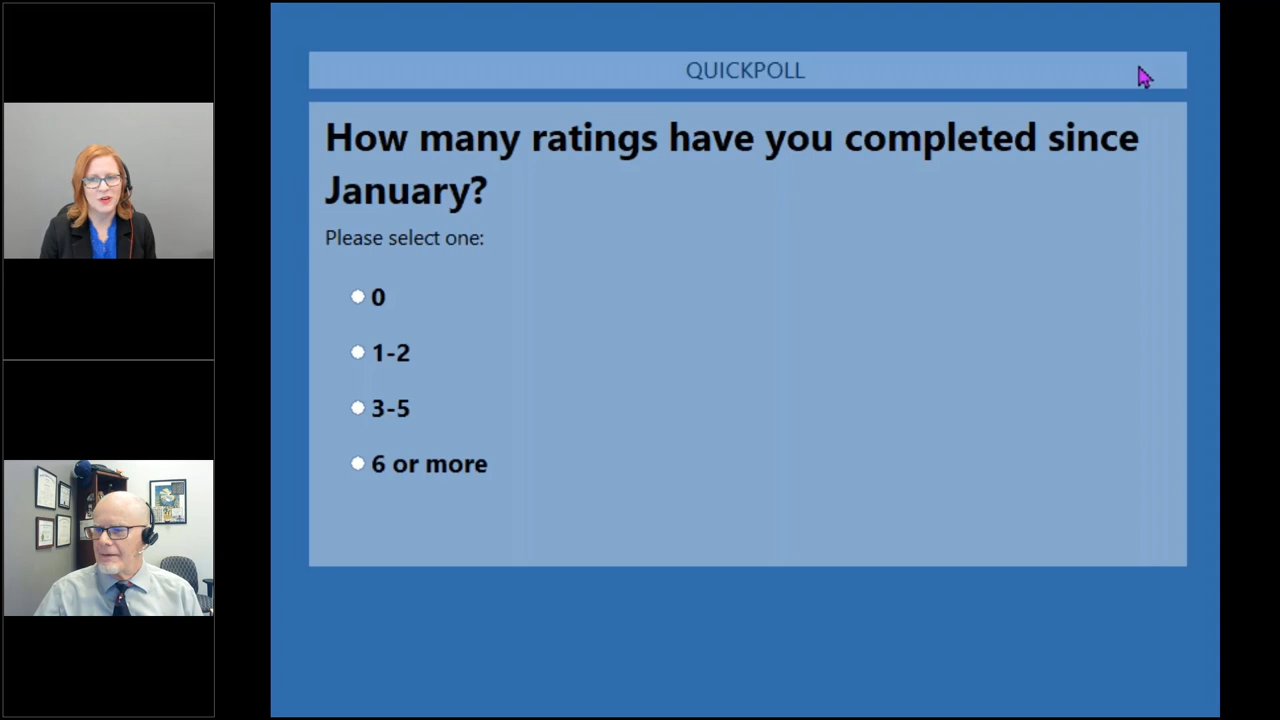 QUICKPOLL
How many ratings have you completed since
January?
Please select one:
0
1-2
3-5
6 or more